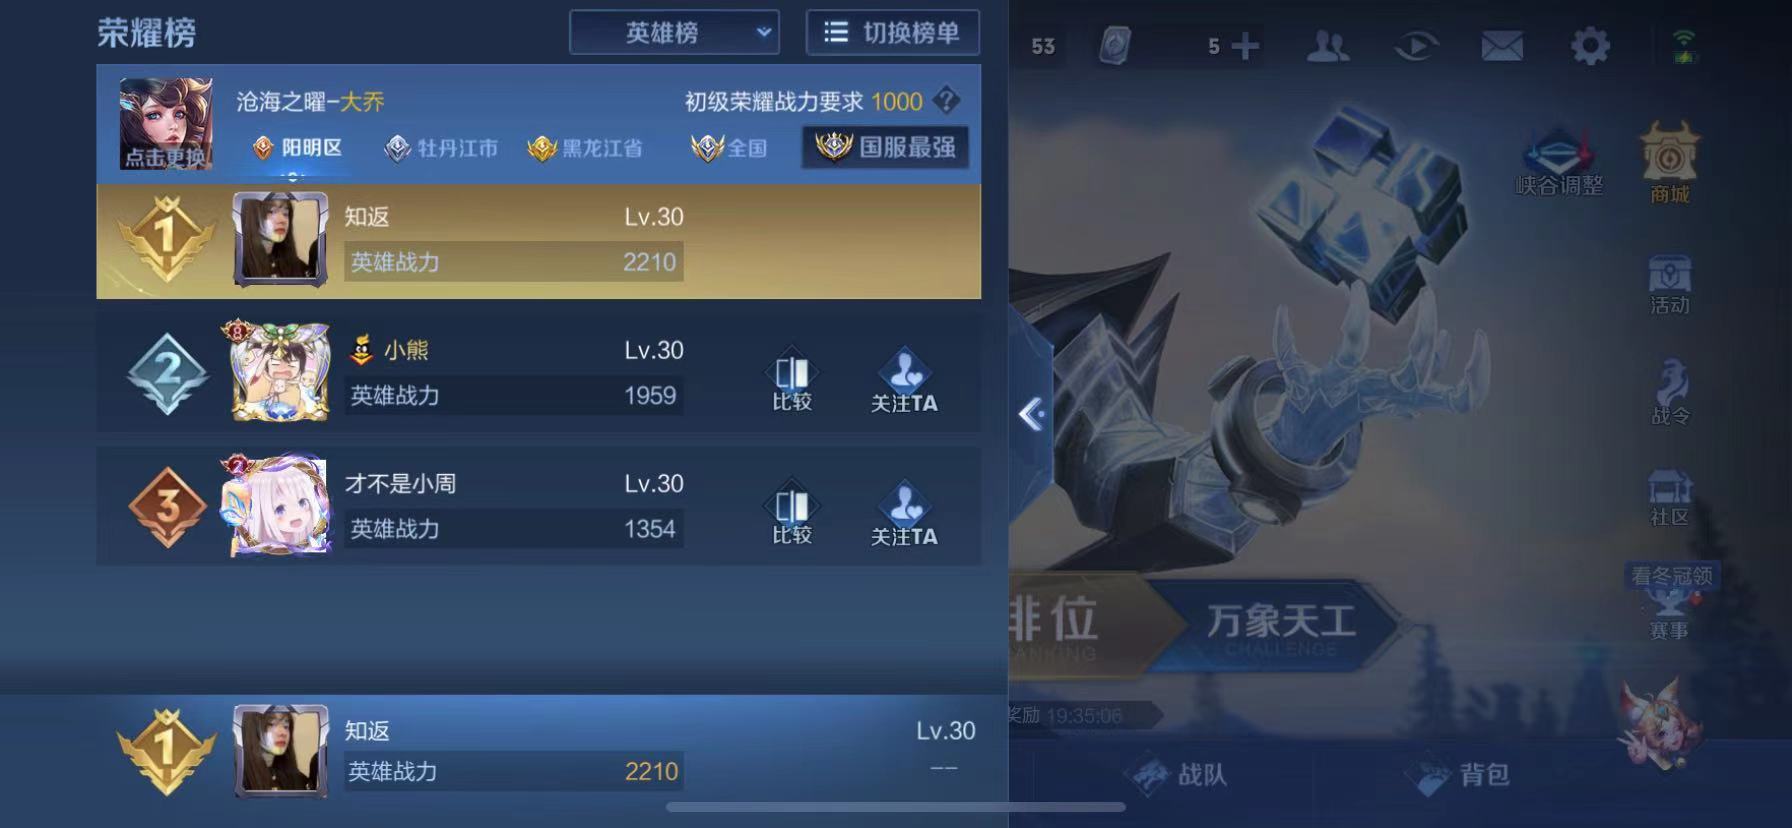 荣耀榜
英雄榜
切换榜单
点击更换
沧海之曜-大乔
初级荣耀战力要求 1000 ?
阳明区
牡丹江市
黑龙江省
全国
国服最强
1
知返
Lv.30
英雄战力
2210
2
8
小熊
Lv.30
英雄战力
1959
比较
关注TA
3
2
才不是小周
Lv.30
英雄战力
1354
比较
关注TA
1
知返
Lv.30
英雄战力
2210
--
53
5
峡谷调整
商城
活动
战令
社区
看冬冠领
赛事
排位
RANKING
万象天工
CHALLENGE
奖励 19:35:06
战队
背包